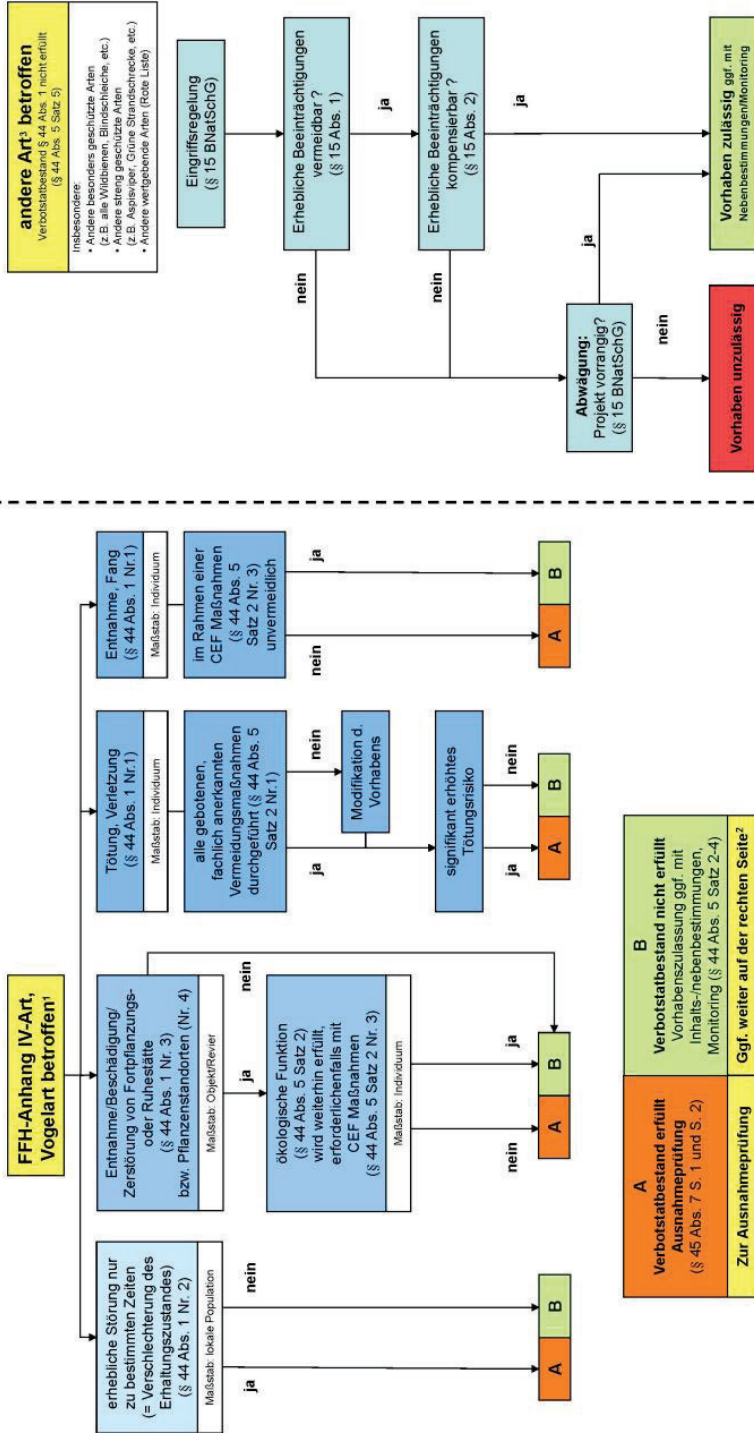 FFH-Anhang IV-Art,
Vogelart betroffen¹
erhebliche Störung nur
zu bestimmten Zeiten
(= Verschlechterung des
Erhaltungszustandes)
(§ 44 Abs. 1 Nr. 2)
Maßstab: lokale Population
ja
nein
A
B
Entnahme/Beschädigung/
Zerstörung von Fortpflanzungs-
oder Ruhestätte
(§ 44 Abs. 1 Nr. 3)
bzw. Pflanzenstandorten (Nr. 4)
Maßstab: Objekt/Revier
ja
nein
ökologische Funktion
(§ 44 Abs. 5 Satz 2)
wird weiterhin erfüllt,
erforderlichenfalls mit
CEF Maßnahmen
(§ 44 Abs. 5 Satz 2 Nr. 3)
Maßstab: Individuum
nein
ja
A
B
Tötung, Verletzung
(§ 44 Abs. 1 Nr.1)
Maßstab: Individuum
alle gebotenen,
fachlich anerkannten
Vermeidungsmaßnahmen
durchgeführt (§ 44 Abs. 5
Satz 2 Nr.1)
ja
nein
Modifikation d.
Vorhabens
signifikant erhöhtes
Tötungsrisiko
ja
nein
A
B
Entnahme, Fang
(§ 44 Abs. 1 Nr.1)
Maßstab: Individuum
im Rahmen einer
CEF Maßnahmen
(§ 44 Abs. 5
Satz 2 Nr. 3)
unvermeidlich
nein
ja
A
B
A
Verbotstatbestand erfüllt
Ausnahmeprüfung
(§ 45 Abs. 7 S. 1 und S. 2)
Zur Ausnahmeprüfung
B
Verbotstatbestand nicht erfüllt
Vorhabenszulassung ggf. mit
Inhalts-/nebenbestimmungen,
Monitoring (§ 44 Abs. 5 Satz 2-4)
Ggf. weiter auf der rechten Seite²
andere Art³ betroffen
Verbotstatbestand § 44 Abs. 1 nicht erfüllt
(§ 44 Abs. 5 Satz 5)
Insbesondere:
• Andere besonders geschützte Arten
(z.B. alle Wildbienen, Blindschleiche, etc.)
• Andere streng geschützte Arten
(z.B. Aspisviper, Grüne Strandschrecke, etc.)
• Andere wertgebende Arten (Rote Liste)
Eingriffsregelung
(§ 15 BNatSchG)
Erhebliche Beeinträchtigungen
vermeidbar ?
(§ 15 Abs. 1)
nein
ja
Erhebliche Beeinträchtigungen
kompensierbar ?
(§ 15 Abs. 2)
nein
ja
Abwägung:
Projekt vorrangig?
(§ 15 BNatSchG)
ja
nein
Vorhaben unzulässig
Vorhaben zulässig ggf. mit
Nebenbestimmungen/Monitoring